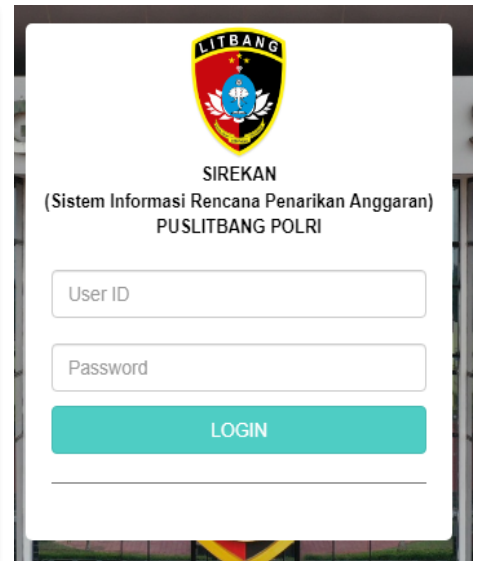 LITBANG
SIREKAN
(Sistem Informasi Rencana Penarikan Anggaran)
PUSLITBANG POLRI
User ID
Password
LOGIN